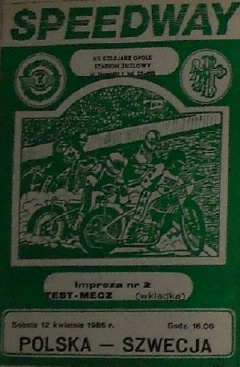 SPEEDWAY
KS KOLEJARZ OPOLE
STADION ŻUŻLOWY
Impreza nr 2
TEST-MECZ (wkładka)
Sobota 12 kwietnia 1986 r. Godz. 16.00
POLSKA — SZWECJA